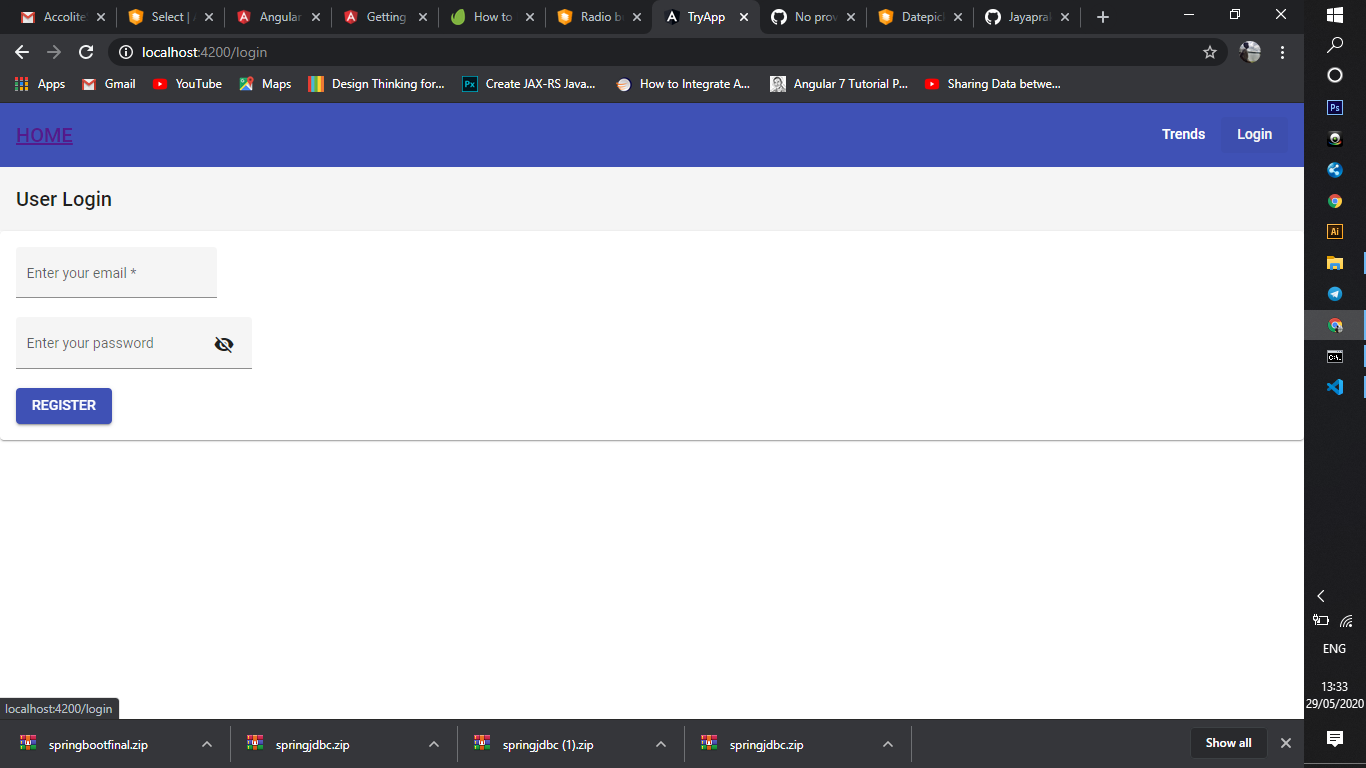 Accolite Select | A Angular Getting How to Radio b TryApp No prov Datepic Jayapral
localhost:4200/login
Apps Gmail YouTube Maps Design Thinking for... Create JAX-RS Java... How to Integrate A... Angular 7 Tutorial P... Sharing Data betwe...
HOME Trends Login
User Login
Enter your email *
Enter your password
REGISTER
localhost:4200/login
springbootfinal.zip springjdbc.zip springjdbc (1).zip springjdbc.zip Show all
Ps
Ai
C:\.
ENG
13:33
29/05/2020